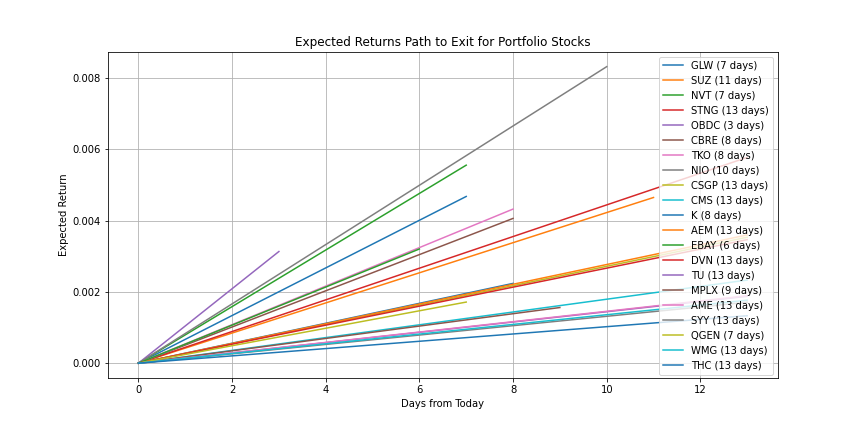 Expected Returns Path to Exit for Portfolio Stocks
Expected Return
0.008
0.006
0.004
0.002
0.000
0 2 4 6 8 10 12
Days from Today
GLW (7 days)
SUZ (11 days)
NVT (7 days)
STNG (13 days)
OBDC (3 days)
CBRE (8 days)
TKO (8 days)
NIO (10 days)
CSGP (13 days)
CMS (13 days)
K (8 days)
AEM (13 days)
EBAY (6 days)
DVN (13 days)
TU (13 days)
MPLX (9 days)
AME (13 days)
SYY (13 days)
QGEN (7 days)
WMG (13 days)
THC (13 days)